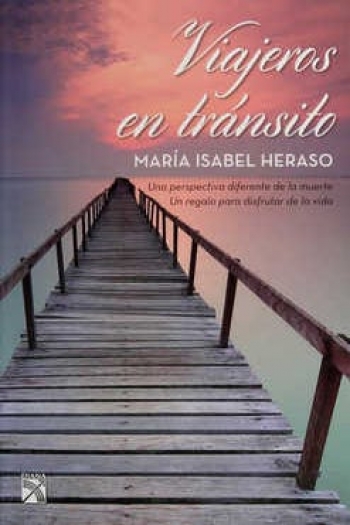 Viajeros
en tránsito
MARÍA ISABEL HERASO
Una perspectiva diferente de la muerte
Un regalo para disfrutar de la vida
DIANA